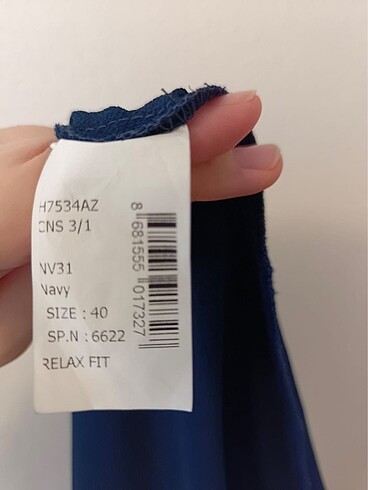 H7534AZ
CNS 3/1
NV31
Navy
SIZE : 40
SP.N : 6622
RELAX FIT
8 681555 017327